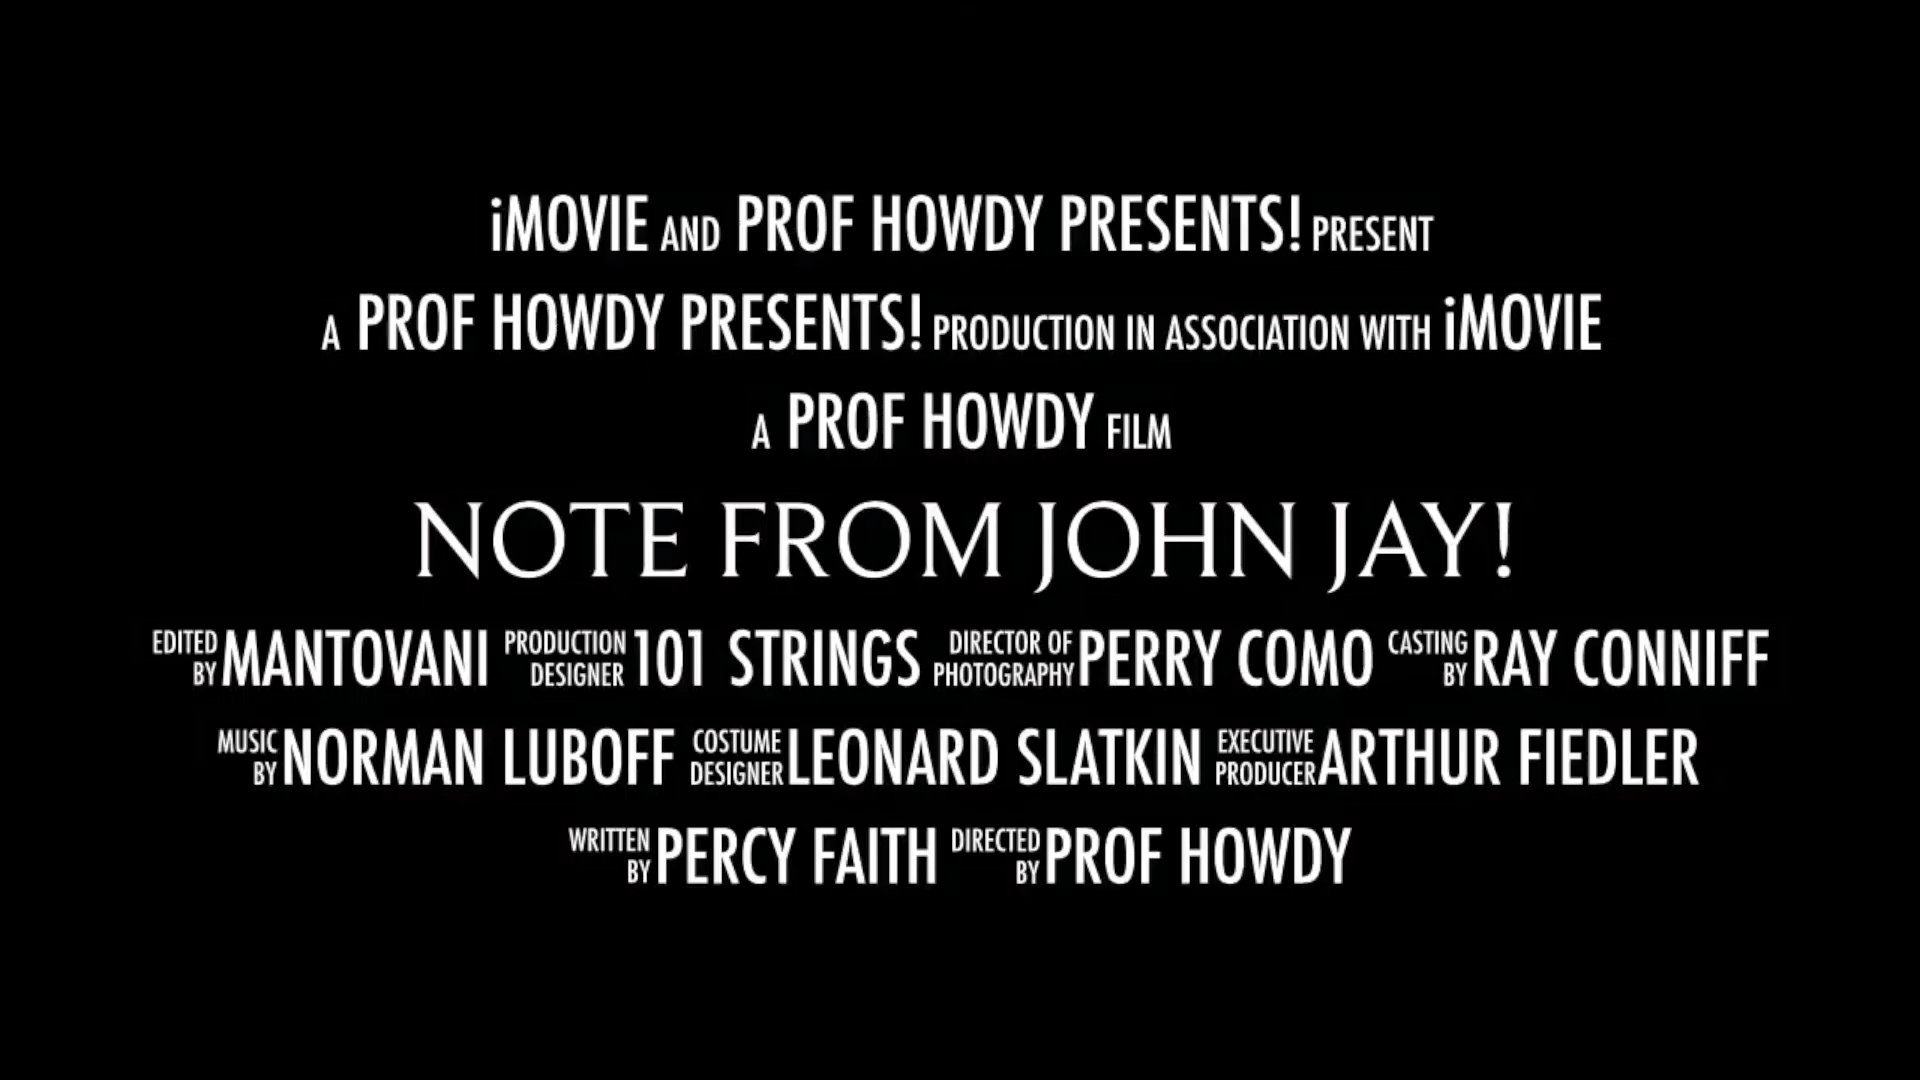 iMOVIE AND PROF HOWDY PRESENTS! PRESENT
A PROF HOWDY PRESENTS! PRODUCTION IN ASSOCIATION WITH iMOVIE
A PROF HOWDY FILM
NOTE FROM JOHN JAY!
EDITED BY MANTOVANI PRODUCTION DESIGNER 101 STRINGS DIRECTOR OF PHOTOGRAPHY PERRY COMO CASTING BY RAY CONNIFF
MUSIC BY NORMAN LUBOFF COSTUME DESIGNER LEONARD SLATKIN EXECUTIVE PRODUCER ARTHUR FIEDLER
WRITTEN BY PERCY FAITH DIRECTED BY PROF HOWDY